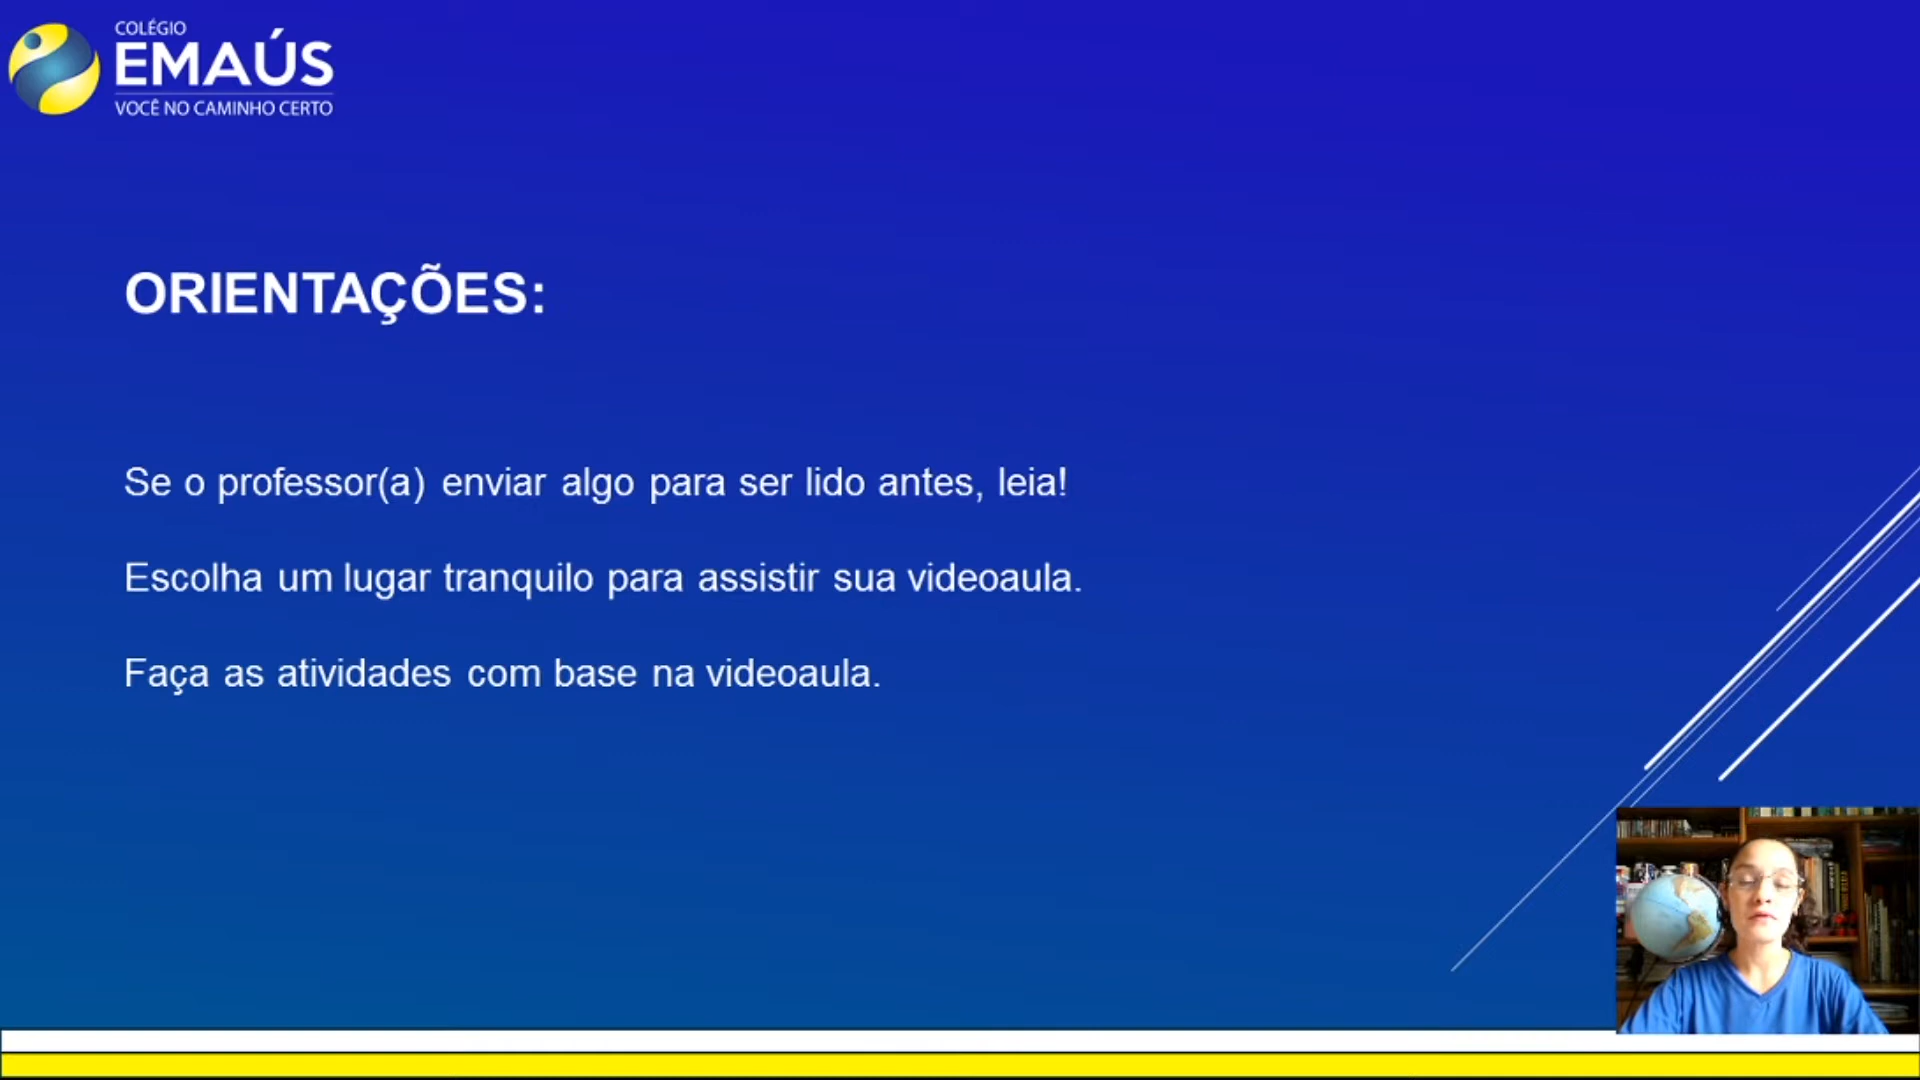 COLÉGIO
EMAÚS
VOCÊ NO CAMINHO CERTO
ORIENTAÇÕES:
Se o professor(a) enviar algo para ser lido antes, leia!
Escolha um lugar tranquilo para assistir sua videoaula.
Faça as atividades com base na videoaula.